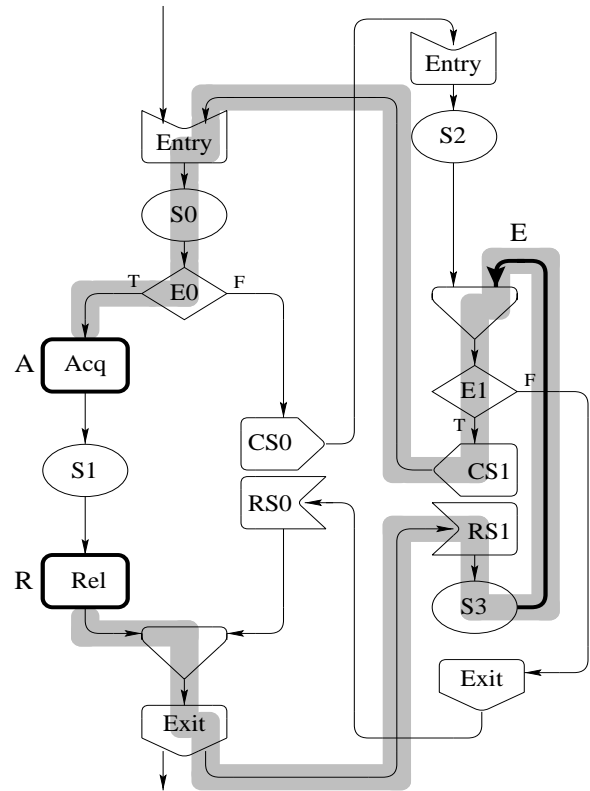 Entry
S0
T
E0
F
A
Acq
S1
R
Rel
Exit
CS0
RS0
Entry
S2
E
E1
F
T
CS1
RS1
S3
Exit